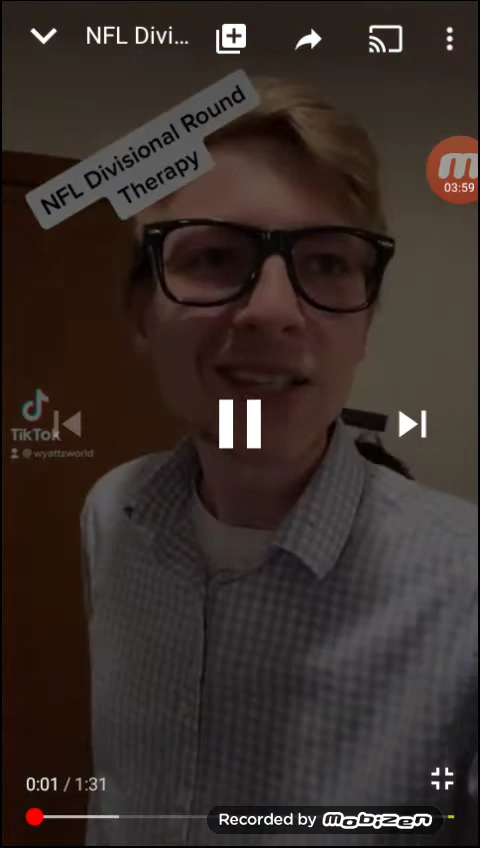 NFL Divi...
NFL Divisional Round
Therapy
03:59
TikTok
@wyattzworld
0:01 / 1:31
Recorded by mobizen